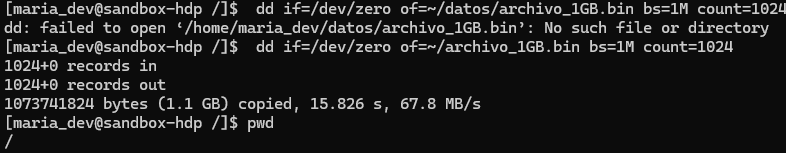 [maria_dev@sandbox-hdp /]$  dd if=/dev/zero of=~/datos/archivo_1GB.bin bs=1M count=1024
dd: failed to open ‘/home/maria_dev/datos/archivo_1GB.bin’: No such file or directory
[maria_dev@sandbox-hdp /]$  dd if=/dev/zero of=~/archivo_1GB.bin bs=1M count=1024
1024+0 records in
1024+0 records out
1073741824 bytes (1.1 GB) copied, 15.826 s, 67.8 MB/s
[maria_dev@sandbox-hdp /]$ pwd
/